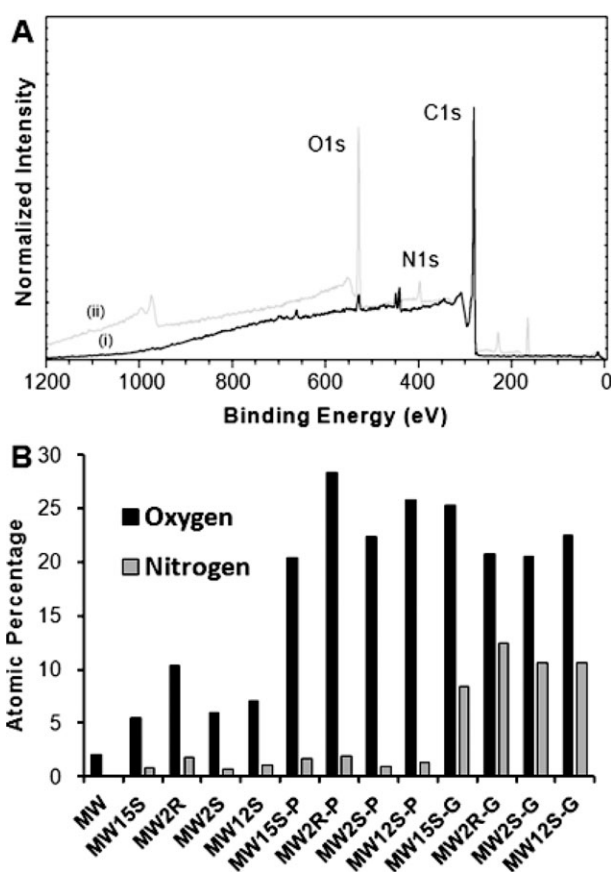 A
Normalized Intensity
C1s
O1s
N1s
(ii)
(i)
1200 1000 800 600 400 200 0
Binding Energy (eV)
B
30
25
20
15
10
5
0
Atomic Percentage
Oxygen
Nitrogen
MW
MW15S
MW2R
MW2S
MW12S
MW15S-P
MW2R-P
MW2S-P
MW12S-P
MW15S-G
MW2R-G
MW2S-G
MW12S-G